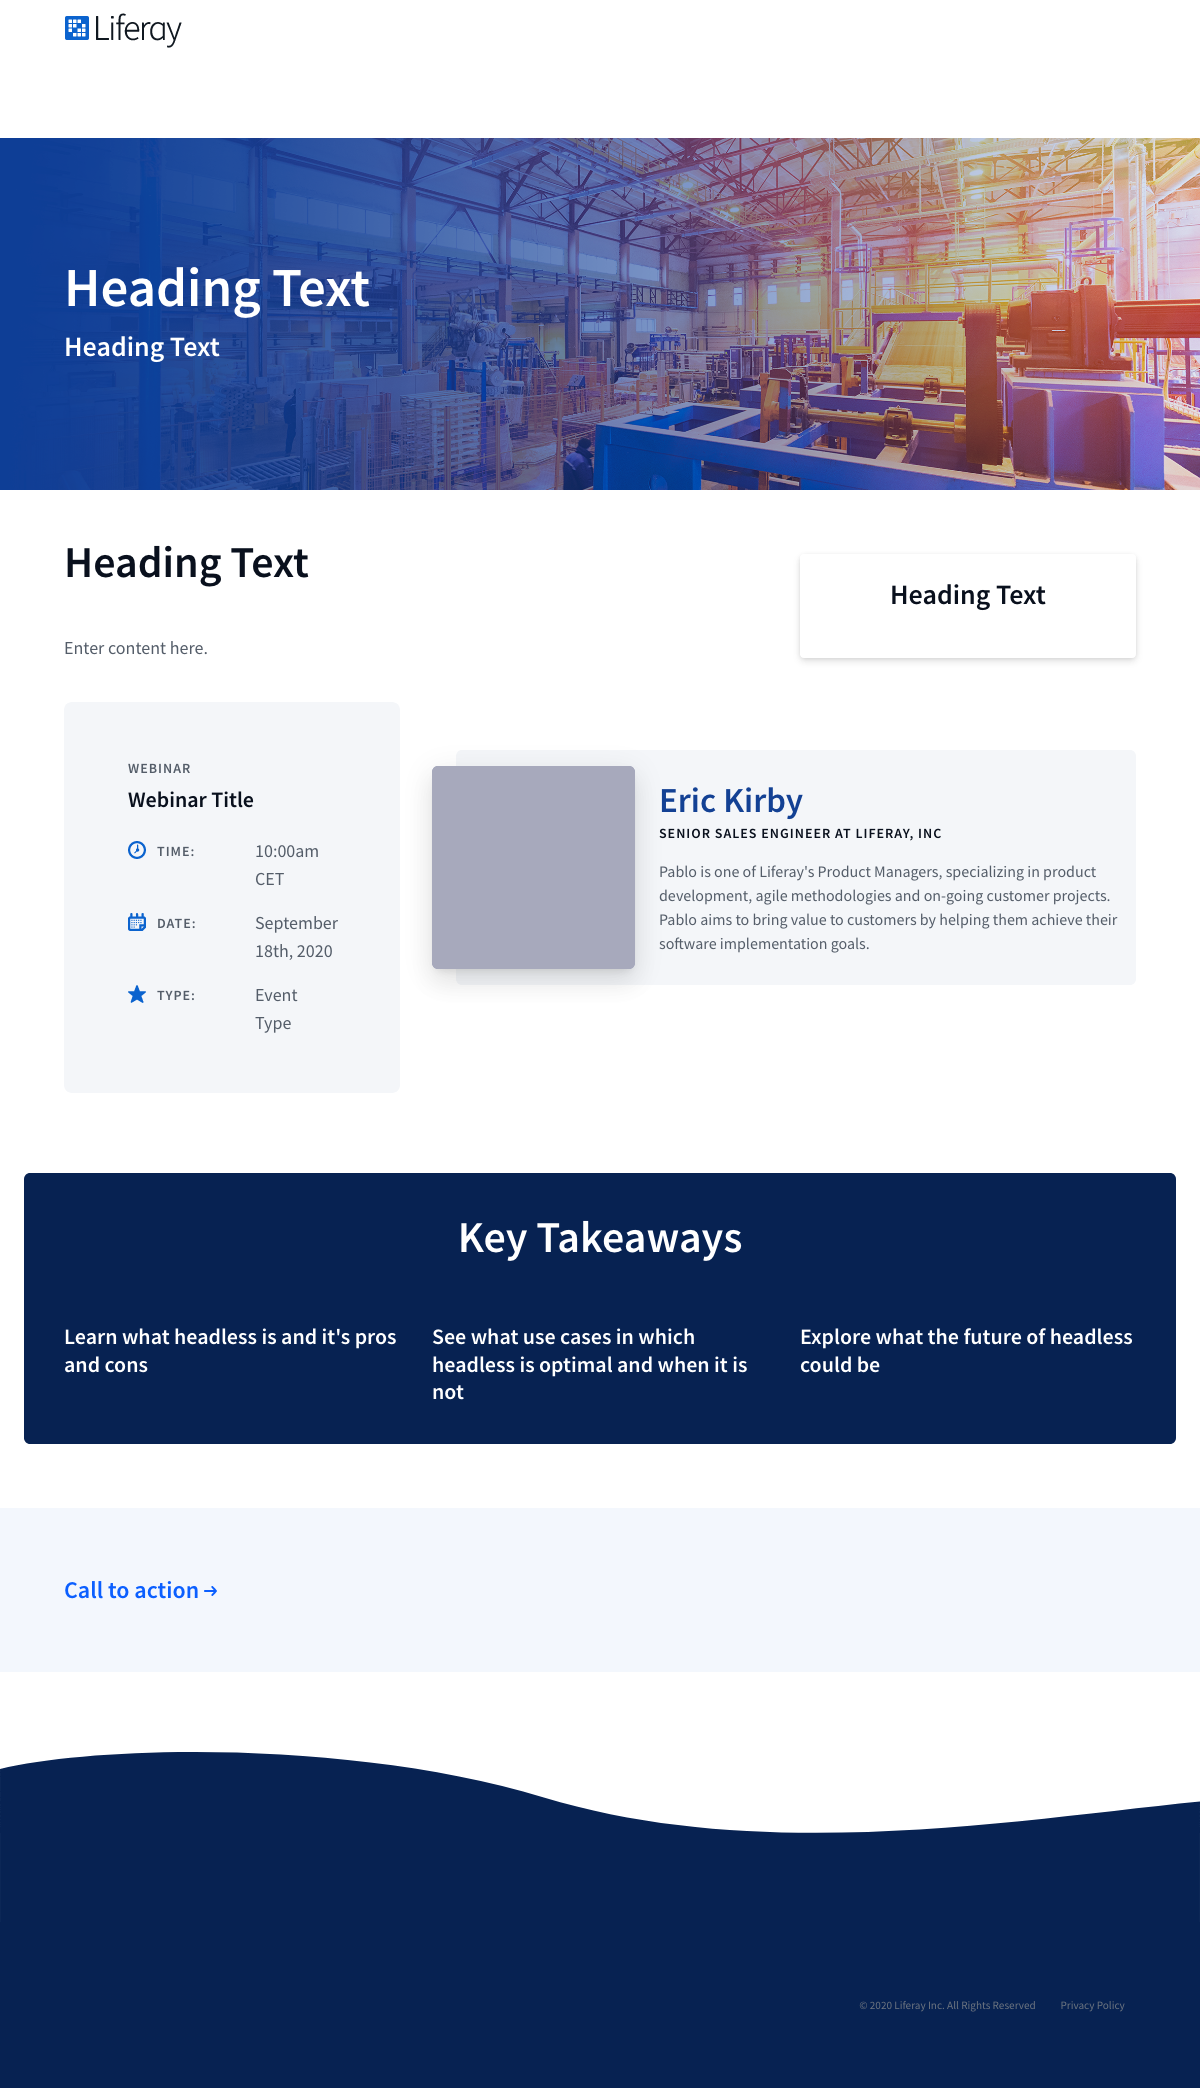 Liferay
Heading Text
Heading Text
Heading Text
Heading Text
Enter content here.
WEBINAR
Webinar Title
TIME: 10:00am
CET
DATE: September
18th, 2020
TYPE: Event
Type
Eric Kirby
SENIOR SALES ENGINEER AT LIFERAY, INC
Pablo is one of Liferay's Product Managers, specializing in product
development, agile methodologies and on-going customer projects.
Pablo aims to bring value to customers by helping them achieve their
software implementation goals.
Key Takeaways
Learn what headless is and it's pros
and cons
See what use cases in which
headless is optimal and when it is
not
Explore what the future of headless
could be
Call to action →
© 2020 Liferay Inc. All Rights Reserved Privacy Policy